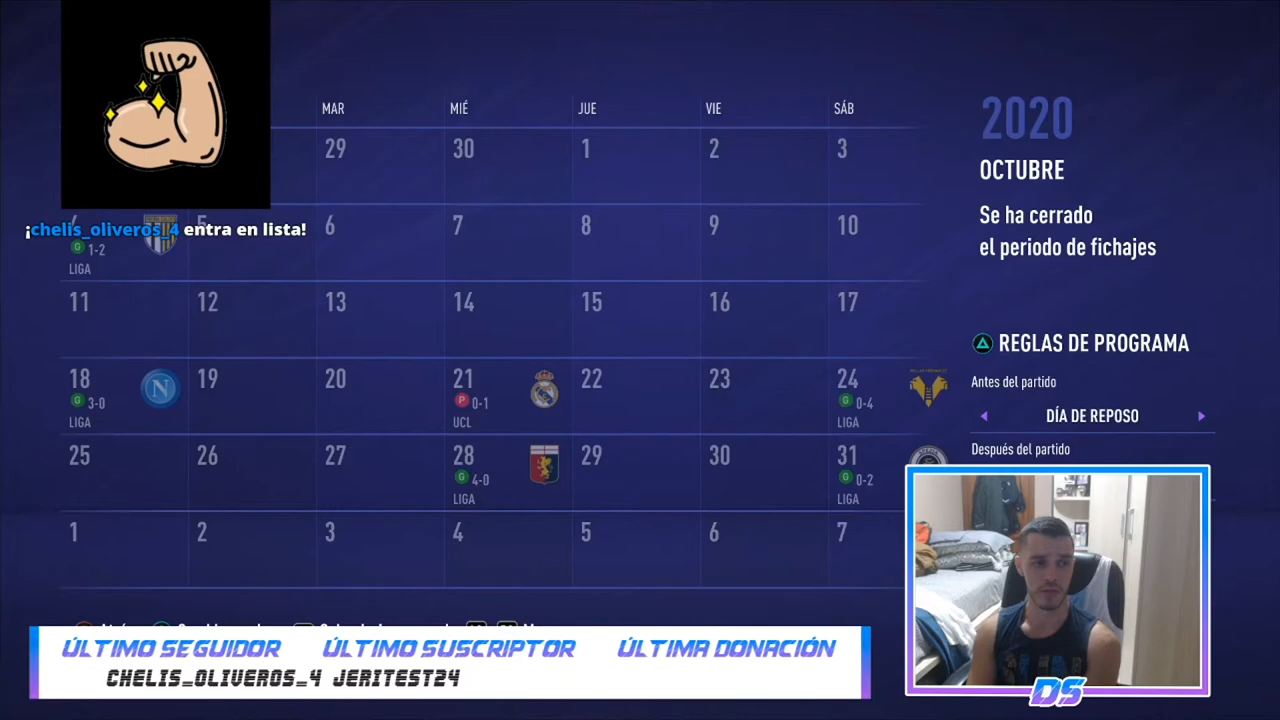 MAR MIÉ JUE VIE SÁB
29 30 1 2 3
2020
OCTUBRE
Se ha cerrado
el periodo de fichajes
¡chelis_oliveros_4 entra en lista!
6 7 8 9 10
G 1-2
LIGA
11 12 13 14 15 16 17
REGLAS DE PROGRAMA
18 19 20 21 22 23 24
N
G 3-0
LIGA
P 0-1
UCL
G 0-4
LIGA
Antes del partido
DÍA DE REPOSO
Después del partido
25 26 27 28 29 30 31
G 4-0
LIGA
G 0-2
LIGA
1 2 3 4 5 6 7
ÚLTIMO SEGUIDOR ÚLTIMO SUSCRIPTOR ÚLTIMA DONACIÓN
CHELIS_OLIVEROS_4 JERITEST24
DS